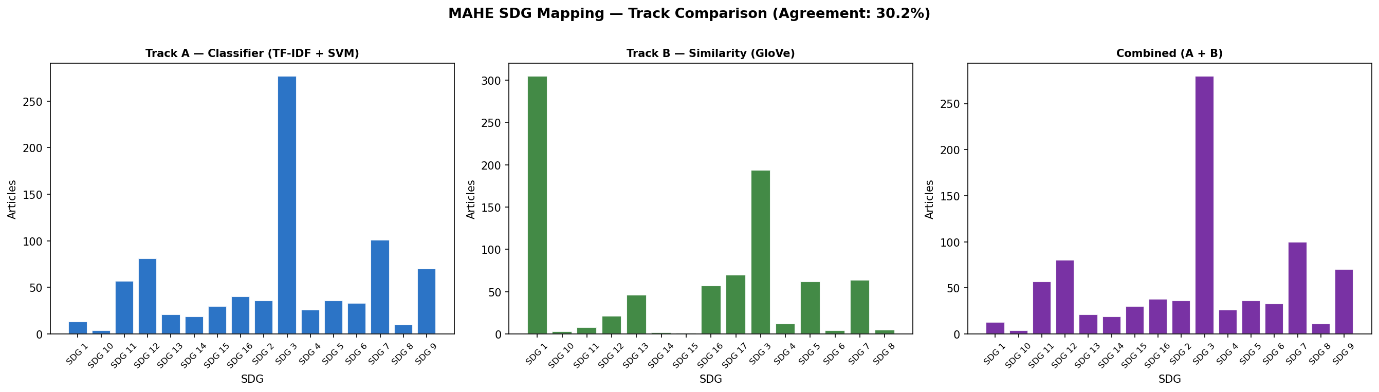 MAHE SDG Mapping — Track Comparison (Agreement: 30.2%)
Track A — Classifier (TF-IDF + SVM)
Articles
250
200
150
100
50
0
SDG 1
SDG 10
SDG 11
SDG 12
SDG 13
SDG 14
SDG 15
SDG 16
SDG 2
SDG 3
SDG 4
SDG 5
SDG 6
SDG 7
SDG 8
SDG 9
SDG
Track B — Similarity (GloVe)
Articles
300
250
200
150
100
50
0
SDG 1
SDG 10
SDG 11
SDG 12
SDG 13
SDG 14
SDG 15
SDG 16
SDG 17
SDG 3
SDG 4
SDG 5
SDG 6
SDG 7
SDG 8
SDG
Combined (A + B)
Articles
250
200
150
100
50
0
SDG 1
SDG 10
SDG 11
SDG 12
SDG 13
SDG 14
SDG 15
SDG 16
SDG 2
SDG 3
SDG 4
SDG 5
SDG 6
SDG 7
SDG 8
SDG 9
SDG